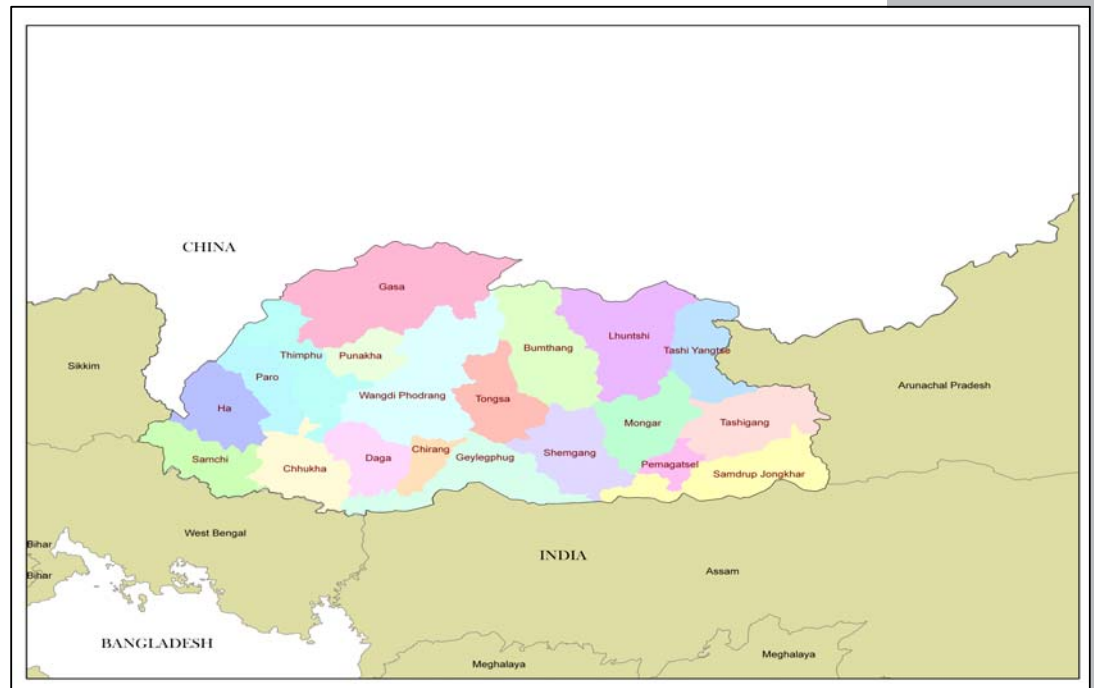 CHINA
Gasa
Lhuntshi
Bumthang
Tashi Yangtse
Thimphu
Punakha
Sikkim
Paro
Arunachal Pradesh
Wangdi Phodrang
Tongsa
Ha
Mongar
Tashigang
Chirang
Shemgang
Samchi
Daga
Geylegphug
Chhukha
Pemagatsel
Samdrup Jongkhar
West Bengal
Bihar
INDIA
Assam
Bihar
BANGLADESH
Meghalaya
Meghalaya